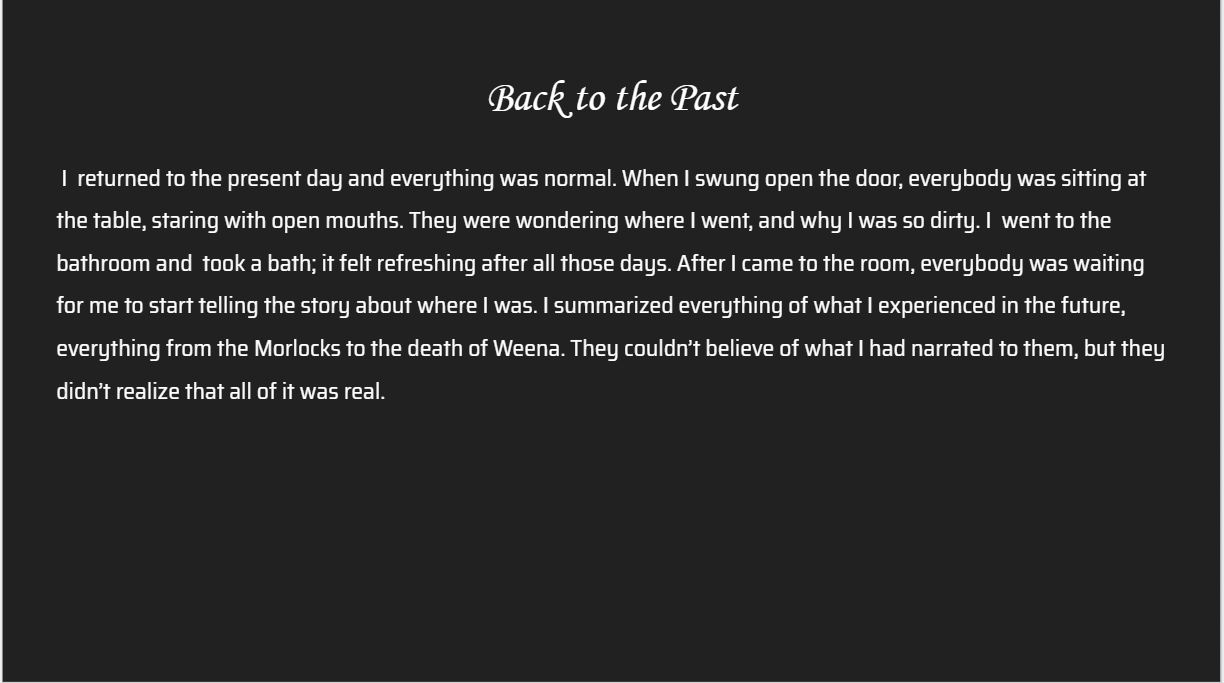 Back to the Past
I  returned to the present day and everything was normal. When I swung open the door, everybody was sitting at
the table, staring with open mouths. They were wondering where I went, and why I was so dirty. I  went to the
bathroom and  took a bath; it felt refreshing after all those days. After I came to the room, everybody was waiting
for me to start telling the story about where I was. I summarized everything of what I experienced in the future,
everything from the Morlocks to the death of Weena. They couldn’t believe of what I had narrated to them, but they
didn’t realize that all of it was real.